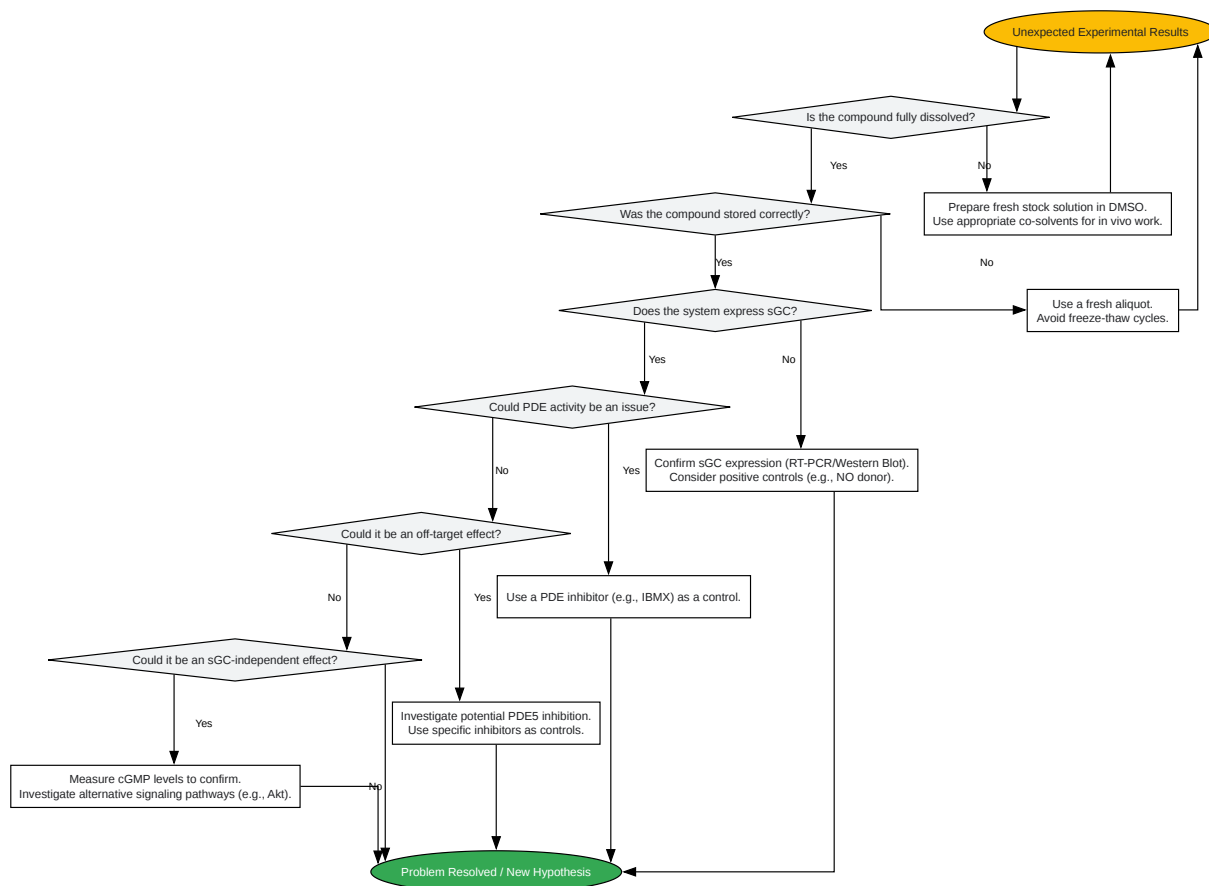 Unexpected Experimental Results
Is the compound fully dissolved?
Yes
No
Prepare fresh stock solution in DMSO.
Use appropriate co-solvents for in vivo work.
Was the compound stored correctly?
Yes
No
Use a fresh aliquot.
Avoid freeze-thaw cycles.
Does the system express sGC?
Yes
No
Could PDE activity be an issue?
No
Yes
Confirm sGC expression (RT-PCR/Western Blot).
Consider positive controls (e.g., NO donor).
Could it be an off-target effect?
No
Yes
Use a PDE inhibitor (e.g., IBMX) as a control.
Could it be an sGC-independent effect?
Yes
Investigate potential PDE5 inhibition.
Use specific inhibitors as controls.
Measure cGMP levels to confirm.
Investigate alternative signaling pathways (e.g., Akt).
No
Problem Resolved / New Hypothesis